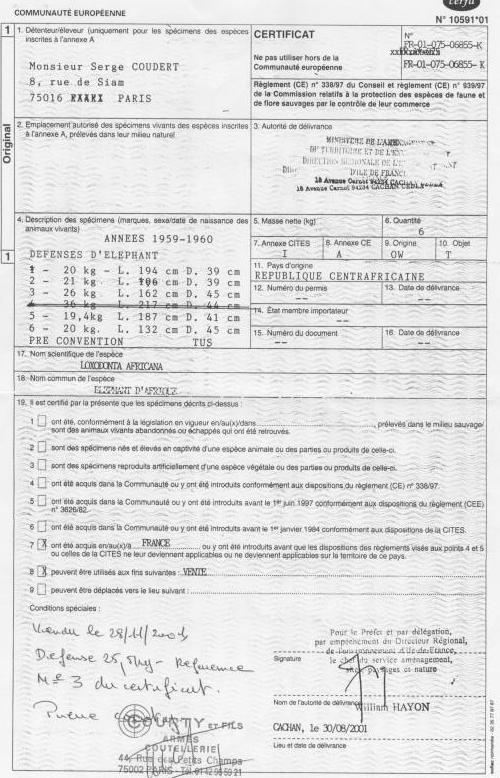 COMMUNAUTÉ EUROPÉENNE
cerfa
N° 10591*01
1
Original
1
1. Détenteur/éleveur (uniquement pour les spécimens des espèces
inscrites à l'annexe A
Monsieur Serge COUDERT
8, rue de Siam
75016 PARIS
CERTIFICAT
Ne pas utiliser hors de la
Communauté européenne
N°
FR-01-075-06855-K
FR-01-075-06855-K
Règlement (CE) n° 338/97 du Conseil et règlement (CE) n° 939/97
de la Commission relatifs à la protection des espèces de faune et
de flore sauvages par le contrôle de leur commerce
2. Emplacement autorisé des spécimens vivants des espèces inscrites
à l'annexe A, prélevés dans leur milieu naturel
3. Autorité de délivrance
MINISTÈRE DE
DU TERRITOIRE ET DE
DIRECTION RÉGIONALE DE
D'ILE DE FRANCE
18 Avenue Carnot 94234 CACHAN
18 Avenue Carnot 94234 CACHAN CEDEX
4. Description des spécimens (marques, sexe/date de naissance des
animaux vivants)
ANNEES 1959-1960
DEFENSES D'ELEPHANT
1 - 20 kg - L. 194 cm D. 39 cm
2 - 21 kg - L. 196 cm D. 39 cm
3 - 26 kg L. 162 cm D. 45 cm
4 - 36 kg L. 217 cm D. 44 cm
5 - 19,4kg L. 187 cm D. 41 cm
6 - 20 kg. L. 132 cm D. 45 cm
PRE CONVENTION TUS
5. Masse nette (kg)
6. Quantité
6
7. Annexe CITES
I
8. Annexe CE
A
9. Origine
OW
10. Objet
T
11. Pays d'origine
REPUBLIQUE CENTRAFRICAINE
12. Numéro du permis
--
13. Date de délivrance
--
14. État membre importateur
--
15. Numéro du document
--
16. Date de délivrance
--
17. Nom scientifique de l'espèce
LOXODONTA AFRICANA
18. Nom commun de l'espèce
ELEPHANT D'AFRIQUE
19. Il est certifié par la présente que les spécimens décrits ci-dessus :
1 ont été, conformément à la législation en vigueur en/au(x)/dans , prélevés dans le milieu sauvage/
sont des animaux vivants abandonnés ou échappés qui ont été retrouvés.
2 sont des spécimens nés et élevés en captivité d'une espèce animale ou des parties ou produits de celle-ci.
3 sont des spécimens reproduits artificiellement d'une espèce végétale ou des parties ou produits de celle-ci.
4 ont été acquis dans la Communauté ou y ont été introduits conformément aux dispositions du règlement (CE) n° 338/97.
5 ont été acquis dans la Communauté ou y ont été introduits avant le 1er juin 1997 conformément aux dispositions du règlement (CEE)
n° 3626/82.
6 ont été acquis dans la Communauté ou y ont été introduits avant le 1er janvier 1984 conformément aux dispositions de la CITES.
7 X ont été acquis en/au(x)/à FRANCE ou y ont été introduits avant que les dispositions des règlements visés aux points 4 et 5
ou celles de la CITES ne leur deviennent applicables ou ne deviennent applicables sur le territoire de ce pays.
8 X peuvent être utilisés aux fins suivantes : VENTE
9 peuvent être déplacés vers le lieu suivant :
Conditions spéciales :
Vendu le 28/11/2003
Defense 25, Reference
N° 3 du certificat.
Pierre
ET FILS
ARMES
COUTELLERIE
44, Rue des Petits Champs
75002 PARIS - Tél. 01 42 96 59 21
Pour le Préfet et par délégation,
par empêchement du Directeur Régional,
de l'environnement d'Ile-de-France,
le chef du service aménagement,
sites paysages et nature
Signature
Nom de l'autorité de délivrance
William HAYON
CACHAN, le 30/08/2001
Lieu et date de délivrance